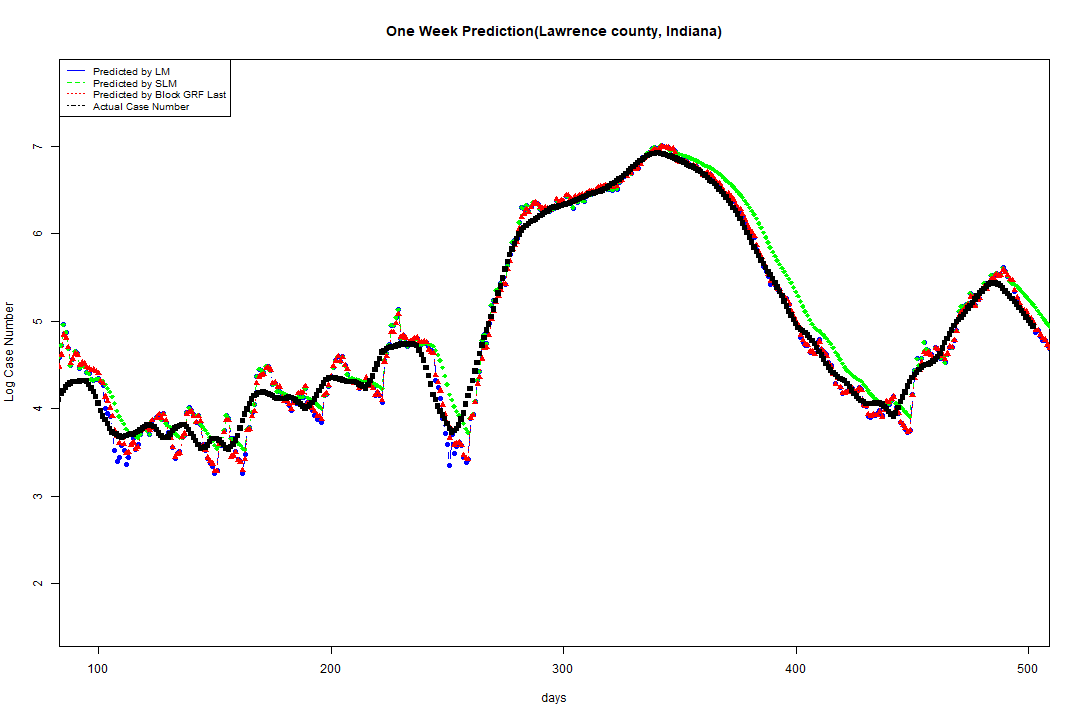 One Week Prediction(Lawrence county, Indiana)
Predicted by LM
Predicted by SLM
Predicted by Block GRF Last
Actual Case Number
7
6
5
4
3
2
Log Case Number
100 200 300 400 500
days